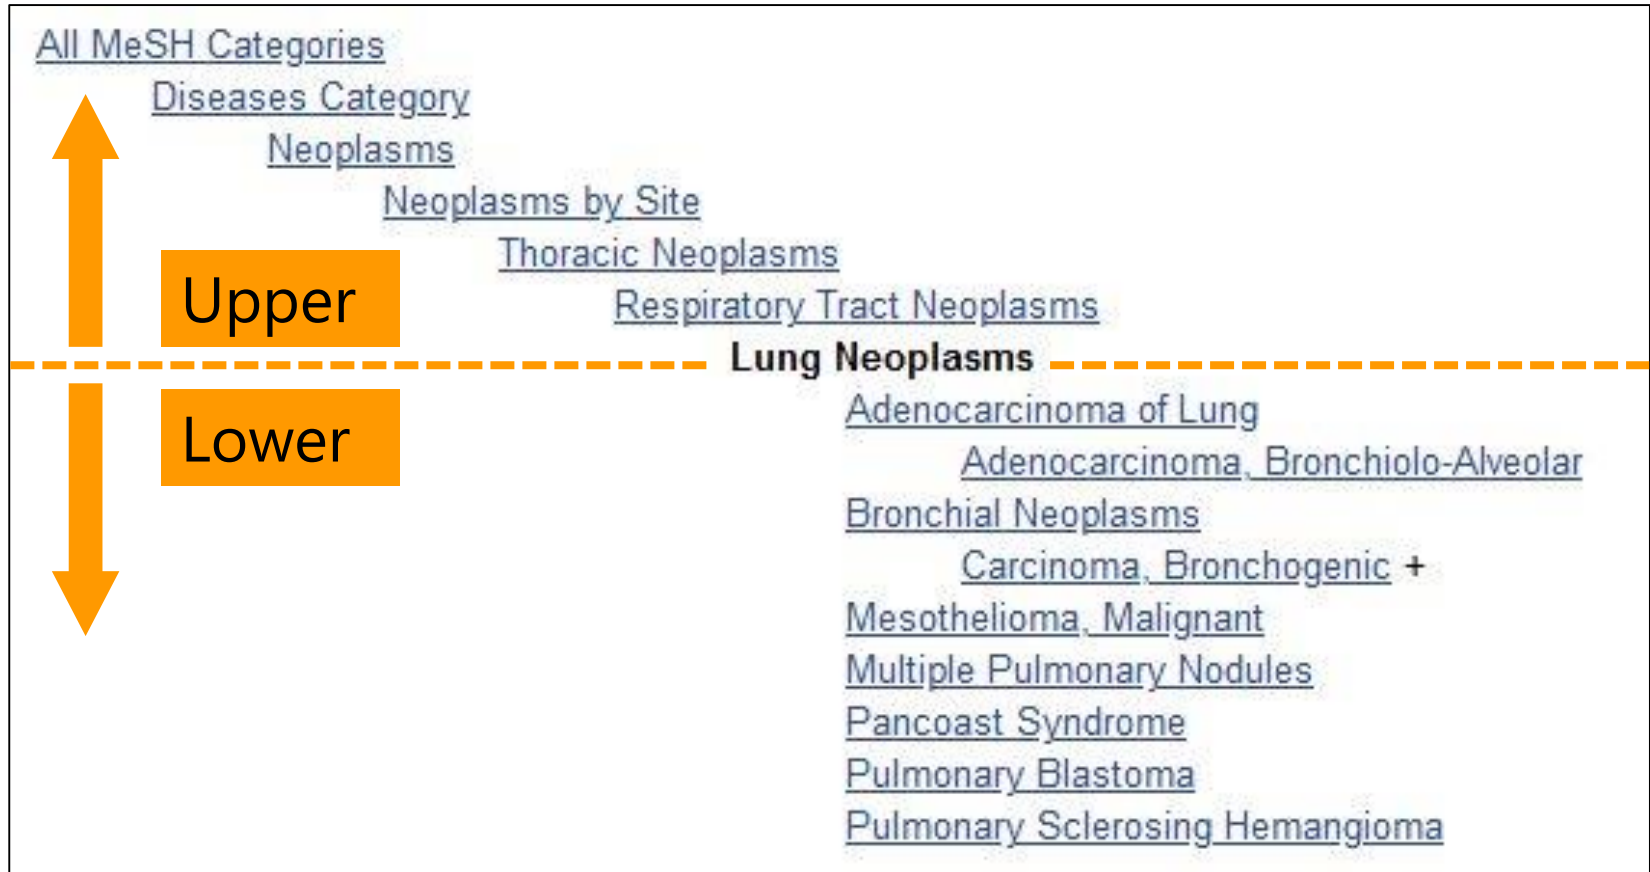 All MeSH Categories
Diseases Category
Neoplasms
Neoplasms by Site
Thoracic Neoplasms
Upper
Respiratory Tract Neoplasms
Lung Neoplasms
Lower
Adenocarcinoma of Lung
Adenocarcinoma, Bronchiolo-Alveolar
Bronchial Neoplasms
Carcinoma, Bronchogenic +
Mesothelioma, Malignant
Multiple Pulmonary Nodules
Pancoast Syndrome
Pulmonary Blastoma
Pulmonary Sclerosing Hemangioma